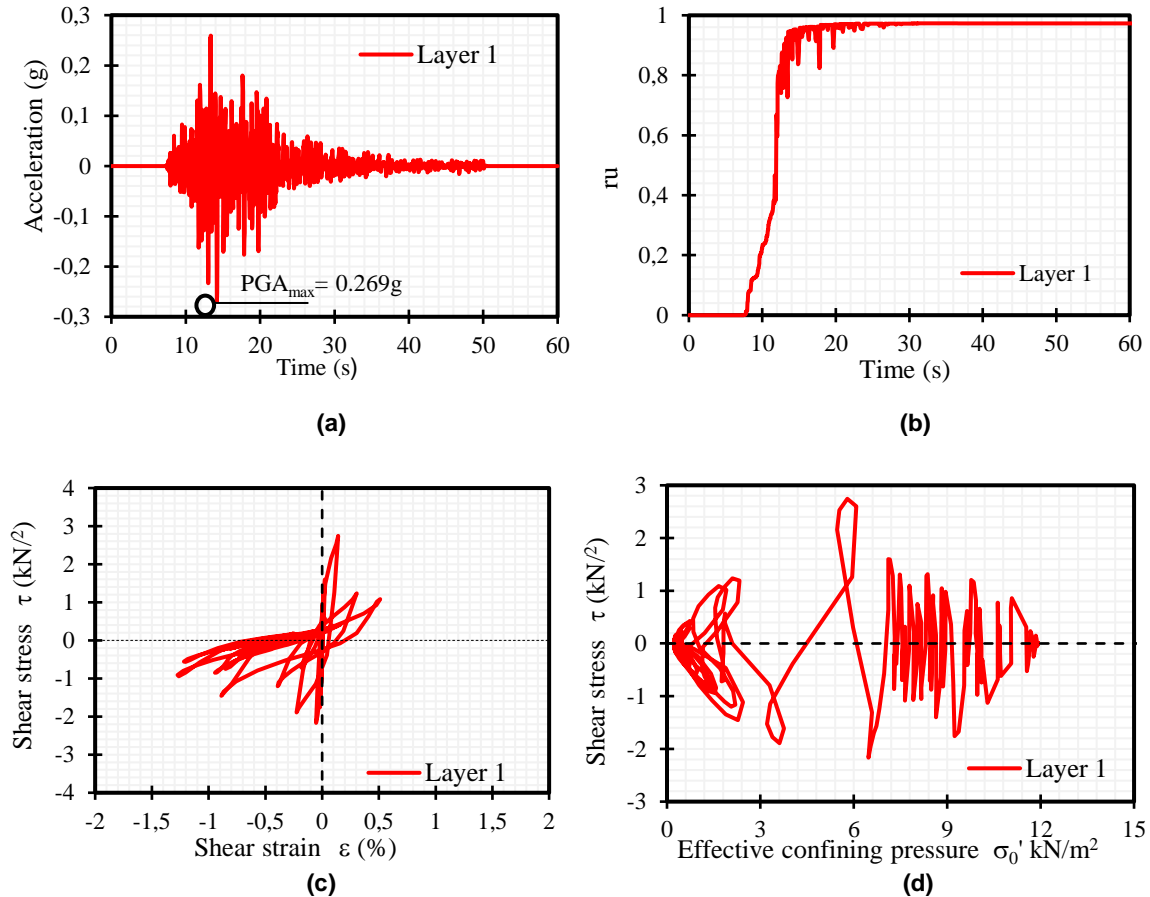 0,3
0,2
0,1
0
-0,1
-0,2
-0,3
Acceleration (g)
Layer 1
PGAmax= 0.269g
0 10 20 30 40 50 60
Time (s)
(a)
1
0,8
0,6
0,4
0,2
0
ru
Layer 1
0 10 20 30 40 50 60
Time (s)
(b)
4
3
2
1
0
-1
-2
-3
-4
Shear stress τ (kN/²)
Layer 1
-2 -1,5 -1 -0,5 0 0,5 1 1,5 2
Shear strain ε (%)
(c)
3
2
1
0
-1
-2
-3
Shear stress τ (kN/²)
Layer 1
0 3 6 9 12 15
Effective confining pressure σ₀' kN/m²
(d)